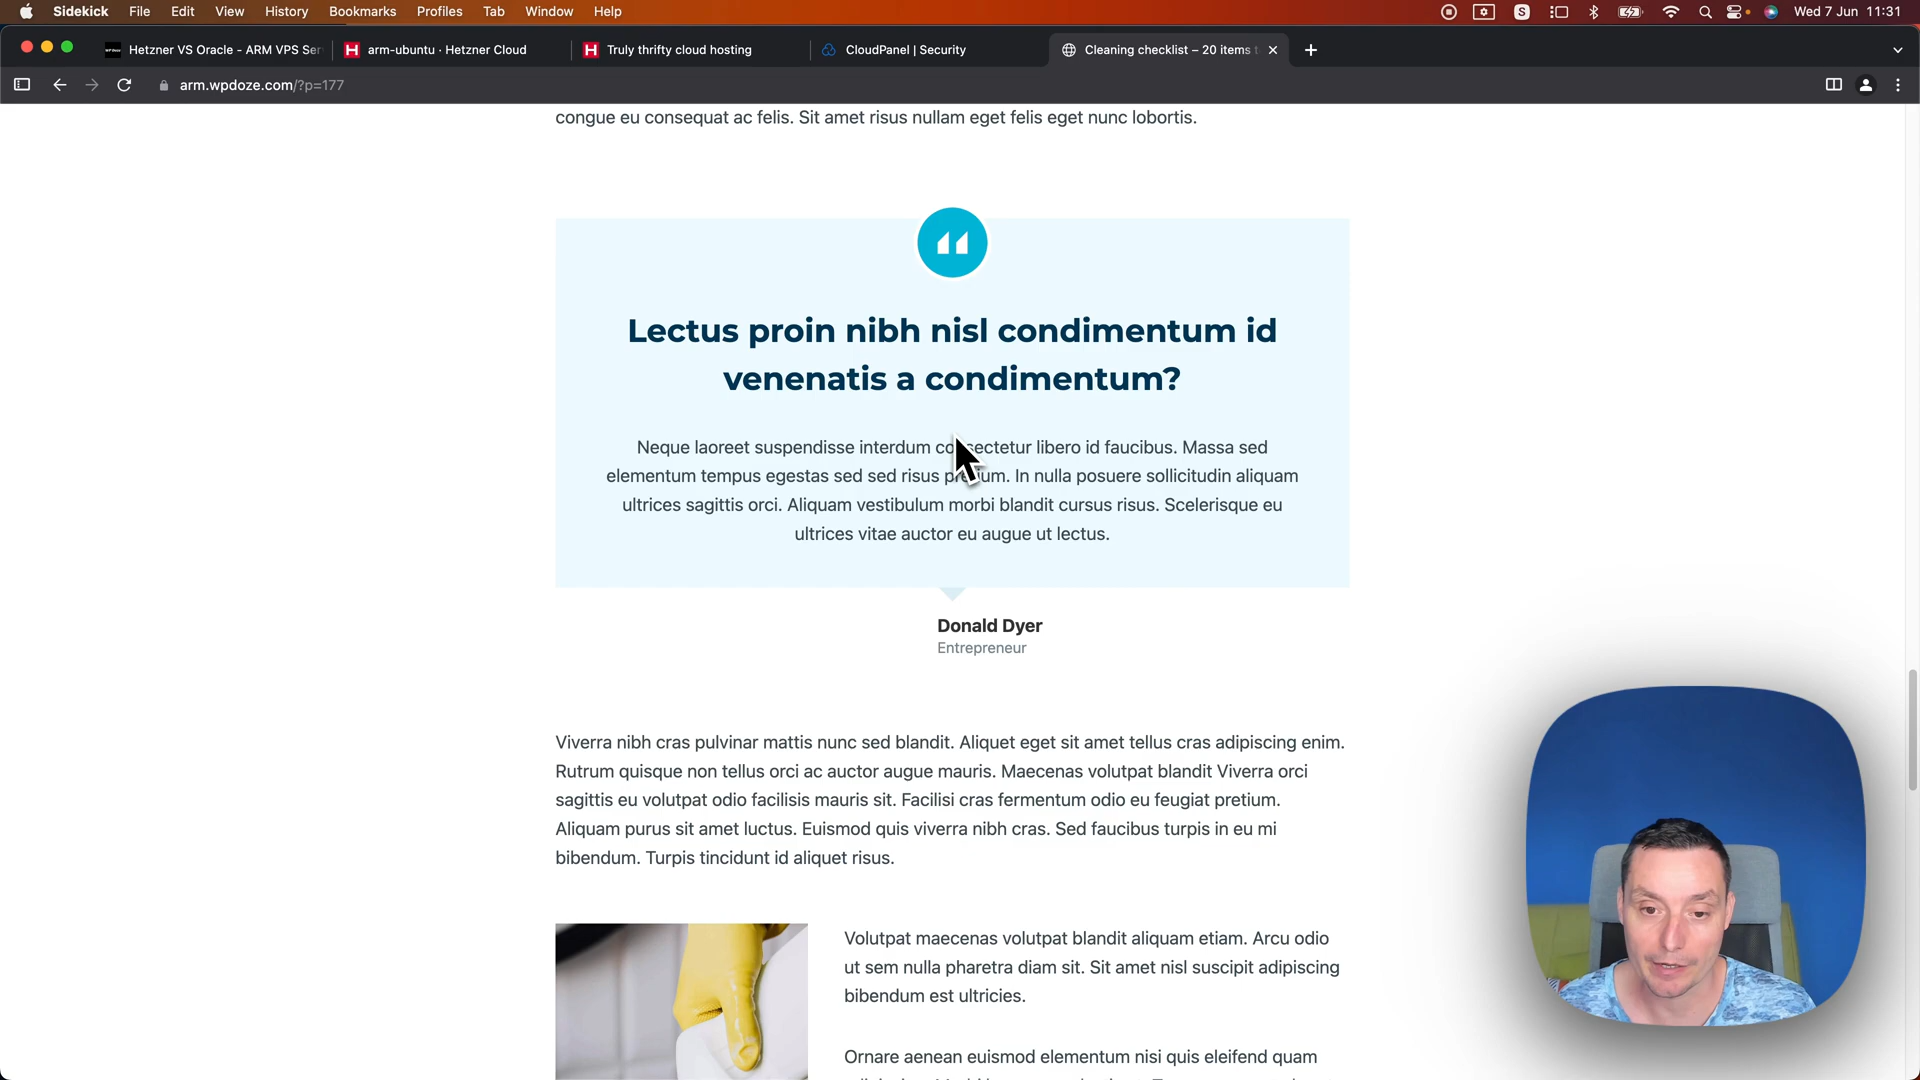 Sidekick File Edit View History Bookmarks Profiles Tab Window Help Wed 7 Jun 11:31
Hetzner VS Oracle - ARM VPS Ser arm-ubuntu · Hetzner Cloud Truly thrifty cloud hosting CloudPanel | Security Cleaning checklist – 20 items
arm.wpdoze.com/?p=177
congue eu consequat ac felis. Sit amet risus nullam eget felis eget nunc lobortis.
Lectus proin nibh nisl condimentum id
venenatis a condimentum?
Neque laoreet suspendisse interdum consectetur libero id faucibus. Massa sed
elementum tempus egestas sed sed risus pretium. In nulla posuere sollicitudin aliquam
ultrices sagittis orci. Aliquam vestibulum morbi blandit cursus risus. Scelerisque eu
ultrices vitae auctor eu augue ut lectus.
Donald Dyer
Entrepreneur
Viverra nibh cras pulvinar mattis nunc sed blandit. Aliquet eget sit amet tellus cras adipiscing enim.
Rutrum quisque non tellus orci ac auctor augue mauris. Maecenas volutpat blandit Viverra orci
sagittis eu volutpat odio facilisis mauris sit. Facilisi cras fermentum odio eu feugiat pretium.
Aliquam purus sit amet luctus. Euismod quis viverra nibh cras. Sed faucibus turpis in eu mi
bibendum. Turpis tincidunt id aliquet risus.
Volutpat maecenas volutpat blandit aliquam etiam. Arcu odio
ut sem nulla pharetra diam sit. Sit amet nisl suscipit adipiscing
bibendum est ultricies.
Ornare aenean euismod elementum nisi quis eleifend quam